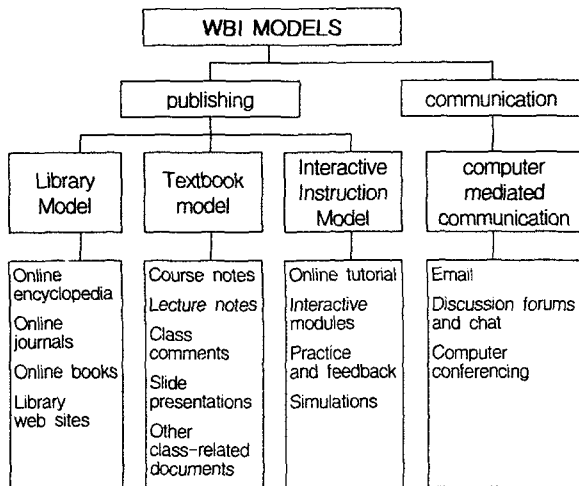 WBI MODELS
publishing
communication
Library
Model
Textbook
model
Interactive
Instruction
Model
computer
mediated
communication
Online
encyclopedia
Online
journals
Online books
Library
web sites
Course notes
Lecture notes
Class
comments
Slide
presentations
Other
class-related
documents
Online tutorial
Interactive
modules
Practice
and feedback
Simulations
Email
Discussion forums
and chat
Computer
conferencing